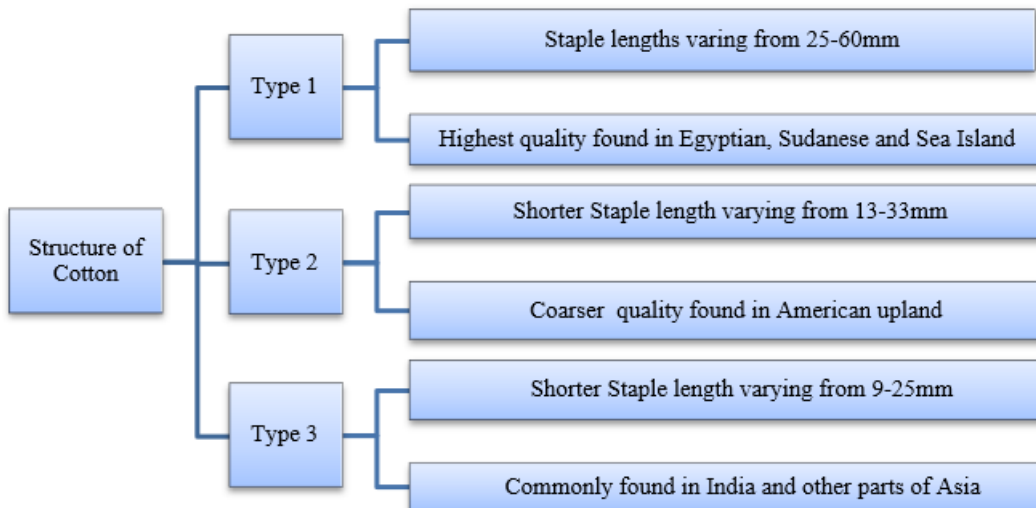 Structure of
Cotton
Type 1
Staple lengths varing from 25-60mm
Highest quality found in Egyptian, Sudanese and Sea Island
Type 2
Shorter Staple length varying from 13-33mm
Coarser quality found in American upland
Type 3
Shorter Staple length varying from 9-25mm
Commonly found in India and other parts of Asia